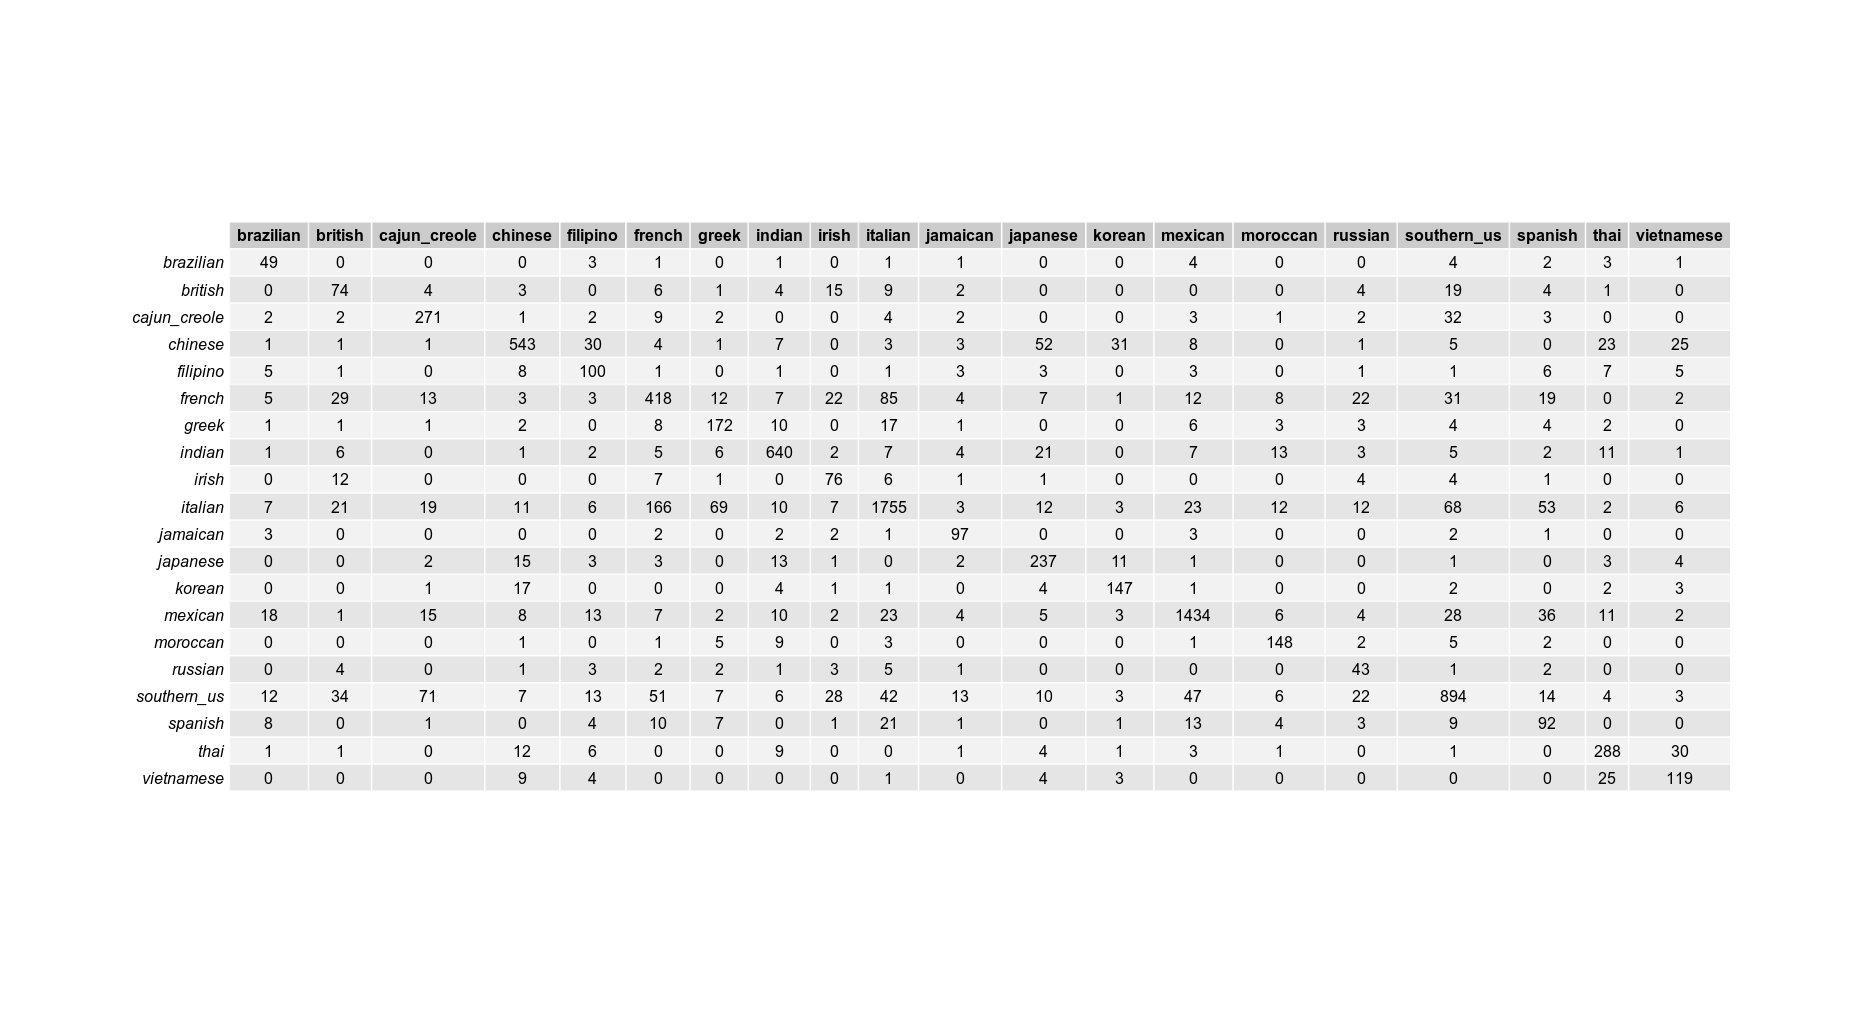 brazilian british cajun_creole chinese filipino french greek indian irish italian jamaican japanese korean mexican moroccan russian southern_us spanish thai vietnamese
brazilian 49 0 0 0 3 1 0 1 0 1 1 0 0 4 0 0 4 2 3 1
british 0 74 4 3 0 6 1 4 15 9 2 0 0 0 0 4 19 4 1 0
cajun_creole 2 2 271 1 2 9 2 0 0 4 2 0 0 3 1 2 32 3 0 0
chinese 1 1 1 543 30 4 1 7 0 3 3 52 31 8 0 1 5 0 23 25
filipino 5 1 0 8 100 1 0 1 0 1 3 3 0 3 0 1 1 6 7 5
french 5 29 13 3 3 418 12 7 22 85 4 7 1 12 8 22 31 19 0 2
greek 1 1 1 2 0 8 172 10 0 17 1 0 0 6 3 3 4 4 2 0
indian 1 6 0 1 2 5 6 640 2 7 4 21 0 7 13 3 5 2 11 1
irish 0 12 0 0 0 7 1 0 76 6 1 1 0 0 0 4 4 1 0 0
italian 7 21 19 11 6 166 69 10 7 1755 3 12 3 23 12 12 68 53 2 6
jamaican 3 0 0 0 0 2 0 2 2 1 97 0 0 3 0 0 2 1 0 0
japanese 0 0 2 15 3 3 0 13 1 0 2 237 11 1 0 0 1 0 3 4
korean 0 0 1 17 0 0 0 4 1 1 0 4 147 1 0 0 2 0 2 3
mexican 18 1 15 8 13 7 2 10 2 23 4 5 3 1434 6 4 28 36 11 2
moroccan 0 0 0 1 0 1 5 9 0 3 0 0 0 1 148 2 5 2 0 0
russian 0 4 0 1 3 2 2 1 3 5 1 0 0 0 0 43 1 2 0 0
southern_us 12 34 71 7 13 51 7 6 28 42 13 10 3 47 6 22 894 14 4 3
spanish 8 0 1 0 4 10 7 0 1 21 1 0 1 13 4 3 9 92 0 0
thai 1 1 0 12 6 0 0 9 0 0 1 4 1 3 1 0 1 0 288 30
vietnamese 0 0 0 9 4 0 0 0 0 1 0 4 3 0 0 0 0 0 25 119